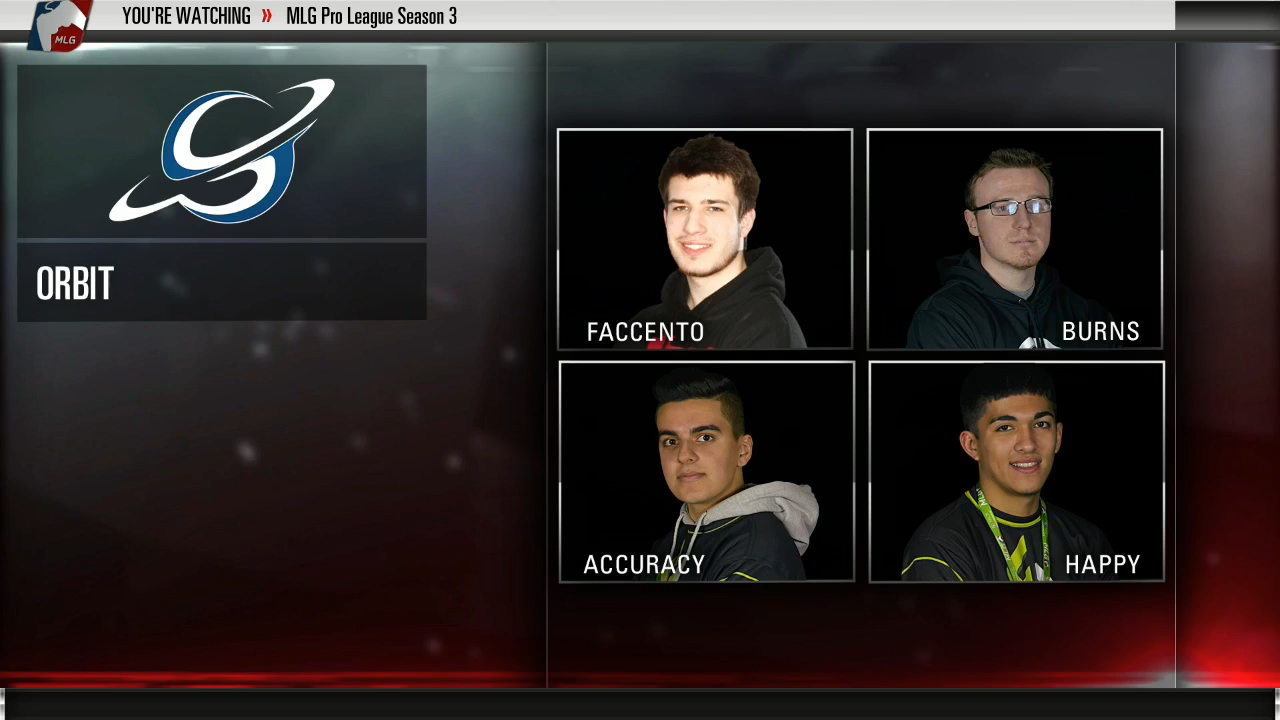 YOU'RE WATCHING » MLG Pro League Season 3
MLG
ORBIT
FACCENTO
BURNS
ACCURACY
HAPPY